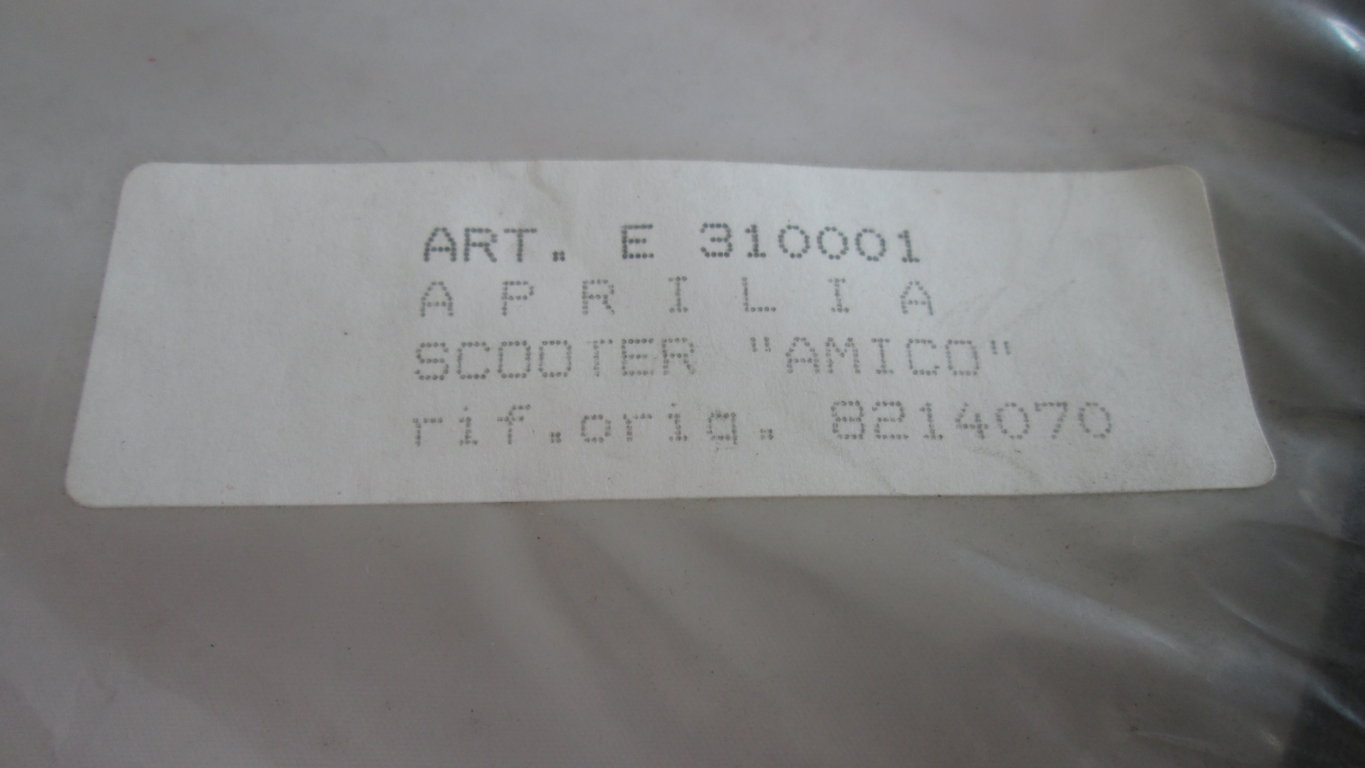 ART. E 310001
A P R I L I A
SCOOTER "AMICO"
rif.orig. 8214070